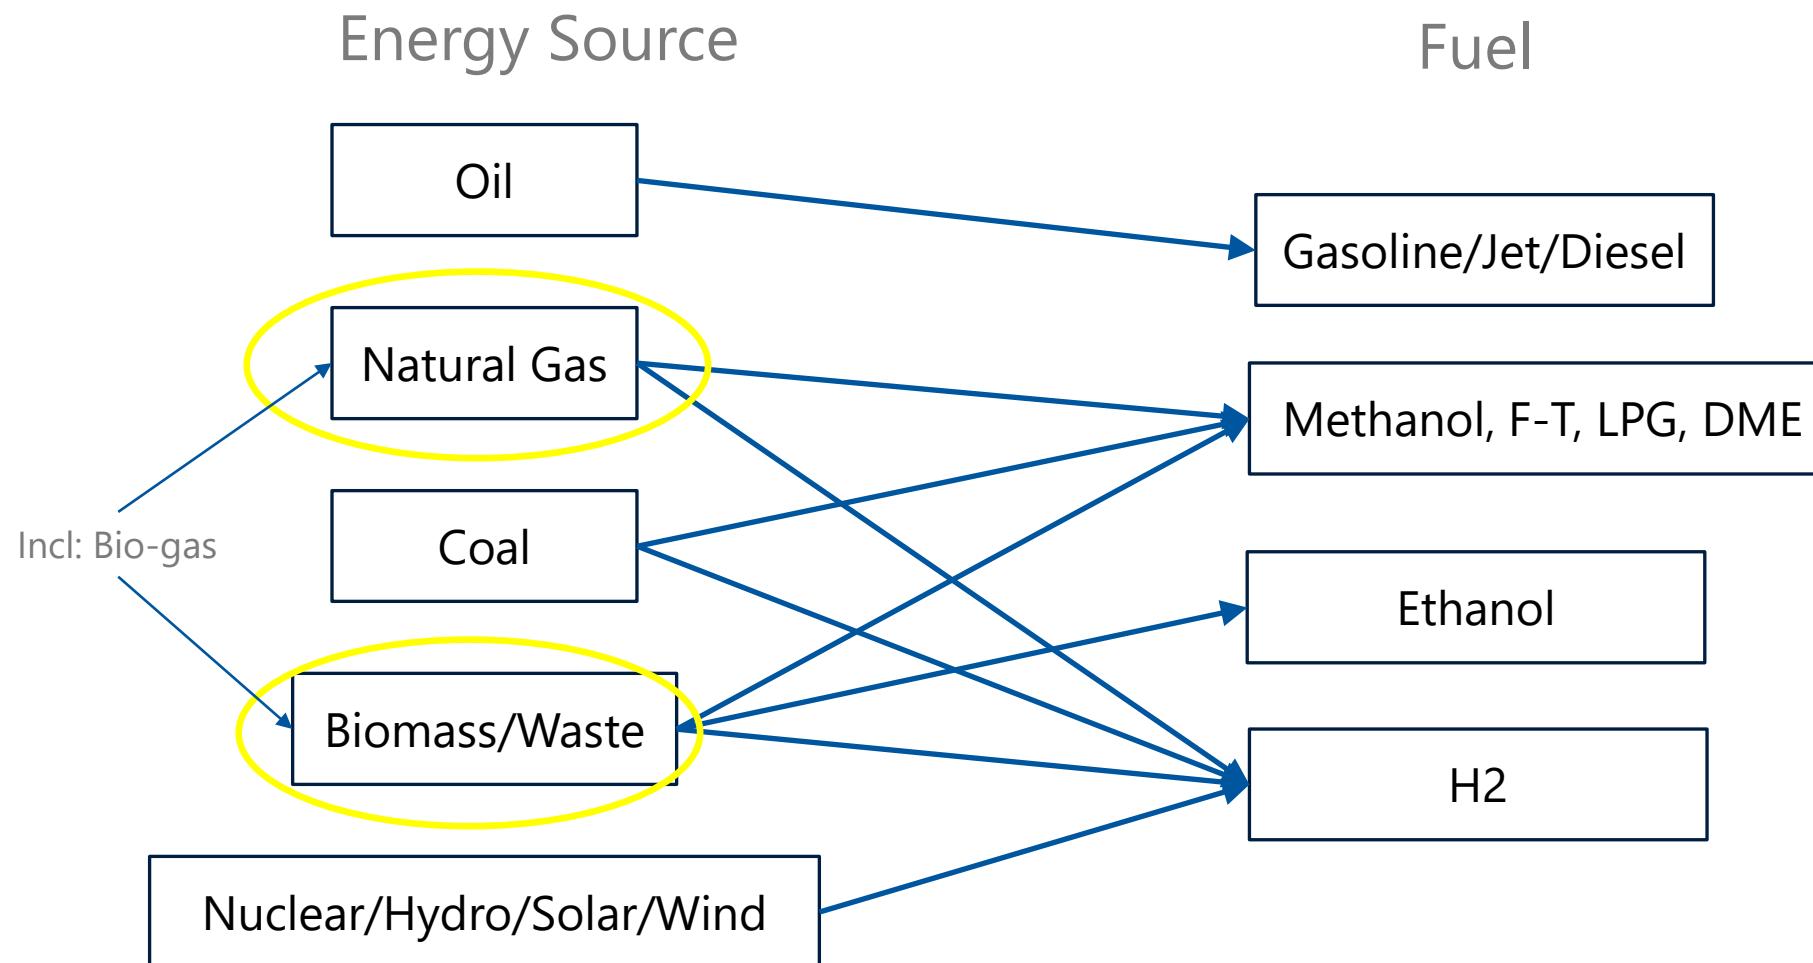 Energy Source
Fuel
Oil
Gasoline/Jet/Diesel
Natural Gas
Methanol, F-T, LPG, DME
Incl: Bio-gas
Coal
Ethanol
Biomass/Waste
H2
Nuclear/Hydro/Solar/Wind